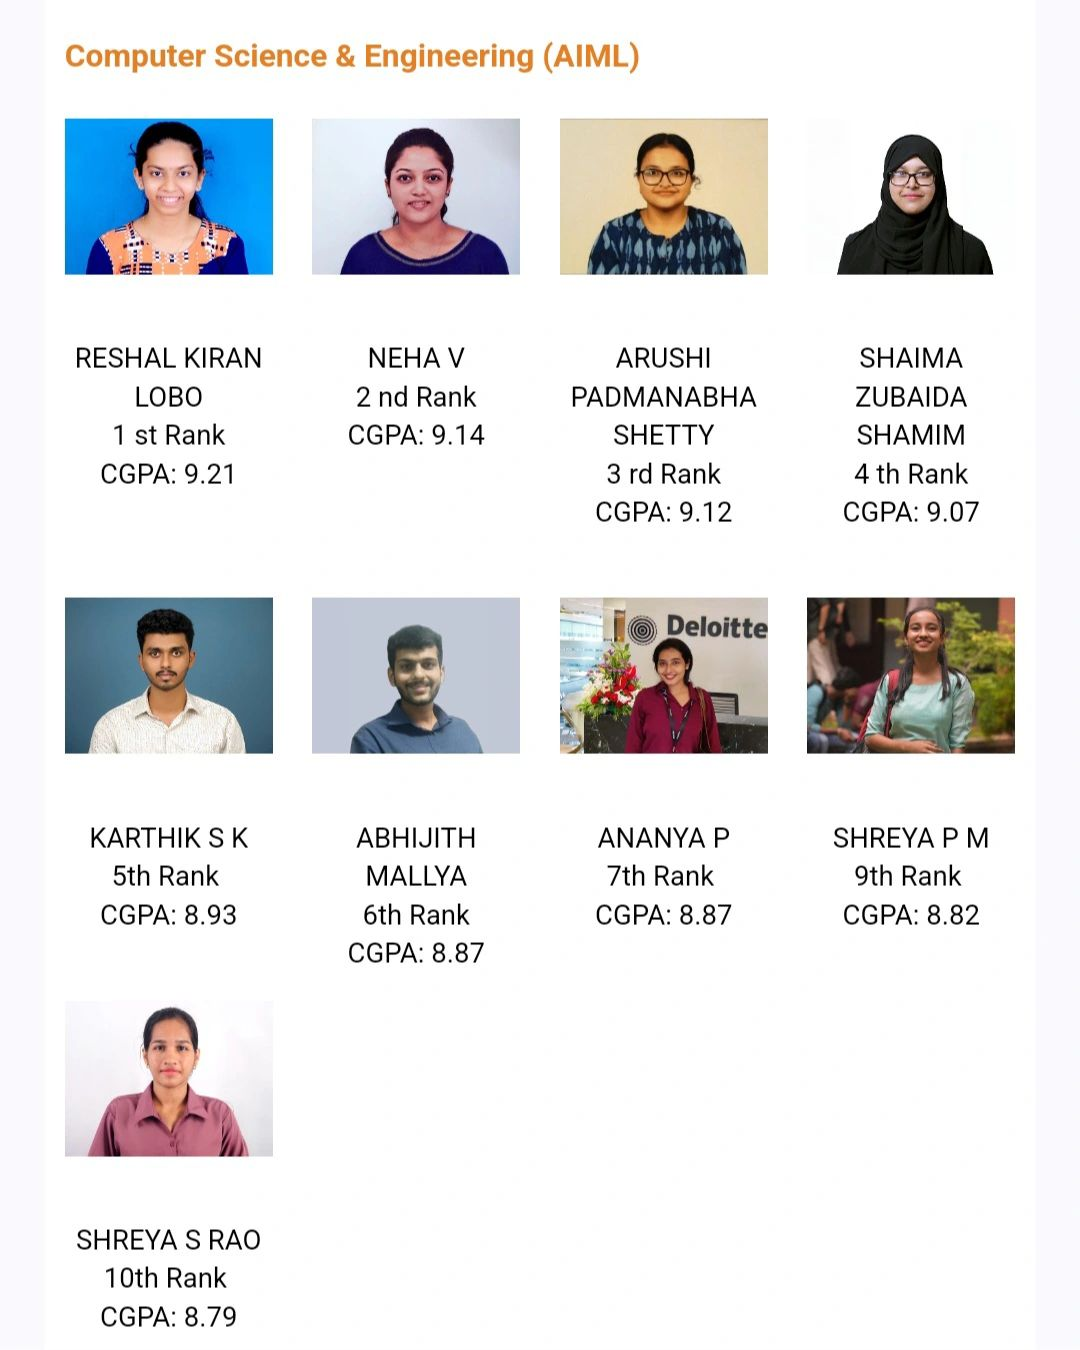 Computer Science & Engineering (AIML)
RESHAL KIRAN
LOBO
1 st Rank
CGPA: 9.21
NEHA V
2 nd Rank
CGPA: 9.14
ARUSHI
PADMANABHA
SHETTY
3 rd Rank
CGPA: 9.12
SHAIMA
ZUBAIDA
SHAMIM
4 th Rank
CGPA: 9.07
Deloitte
KARTHIK S K
5th Rank
CGPA: 8.93
ABHIJITH
MALLYA
6th Rank
CGPA: 8.87
ANANYA P
7th Rank
CGPA: 8.87
SHREYA P M
9th Rank
CGPA: 8.82
SHREYA S RAO
10th Rank
CGPA: 8.79